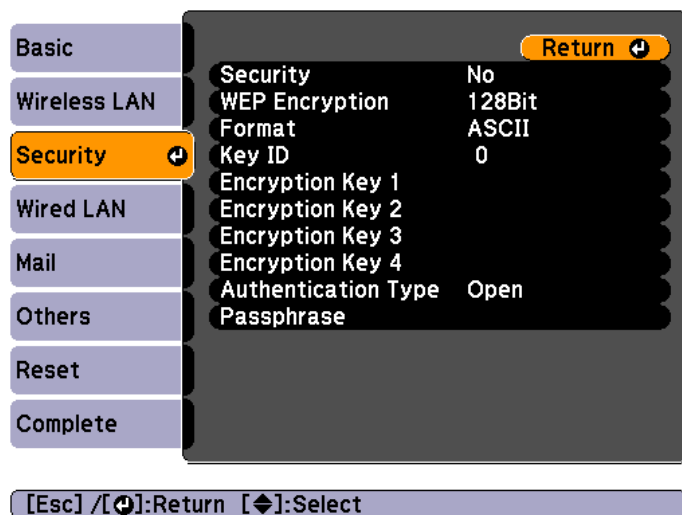 Basic
Wireless LAN
Security
Wired LAN
Mail
Others
Reset
Complete
Return
Security No
WEP Encryption 128Bit
Format ASCII
Key ID 0
Encryption Key 1
Encryption Key 2
Encryption Key 3
Encryption Key 4
Authentication Type Open
Passphrase
[Esc] /[⏎]:Return [◆]:Select